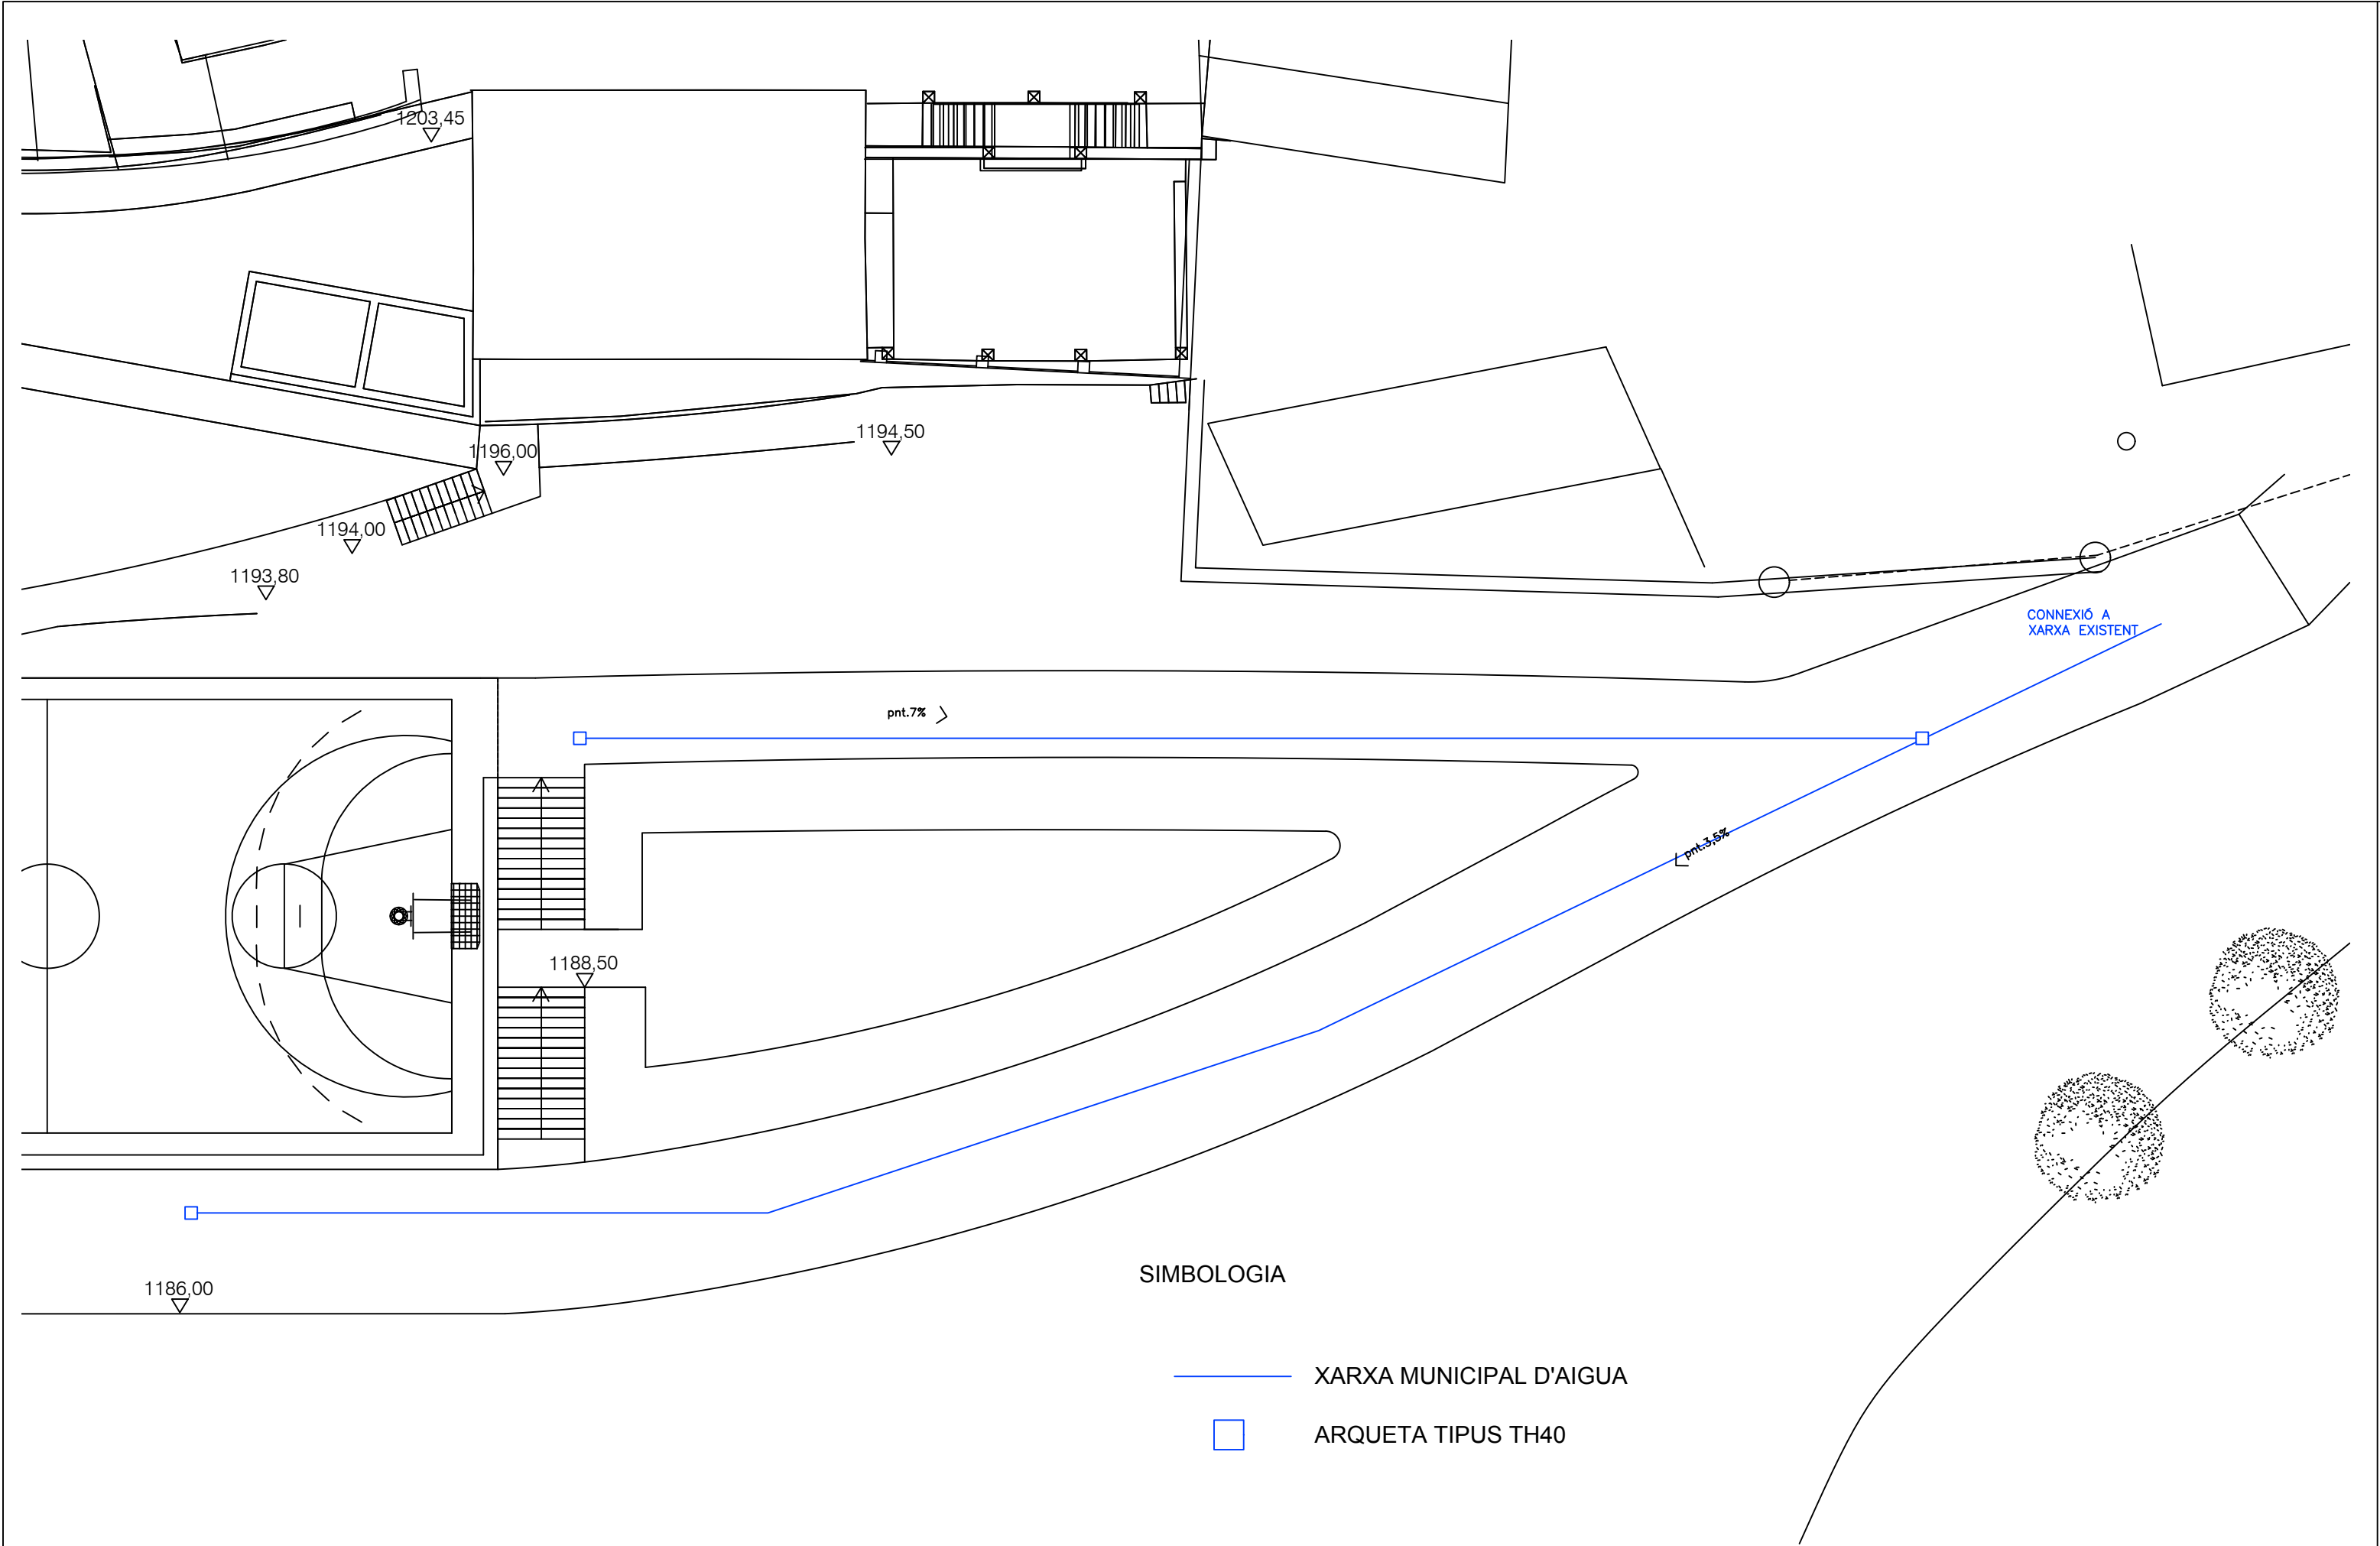 1203,45
1194,50
1196,00
1194,00
1193,80
CONNEXIÓ A
XARXA EXISTENT
pnt.7%
pnt.3,5%
1188,50
1186,00
SIMBOLOGIA
XARXA MUNICIPAL D'AIGUA
ARQUETA TIPUS TH40